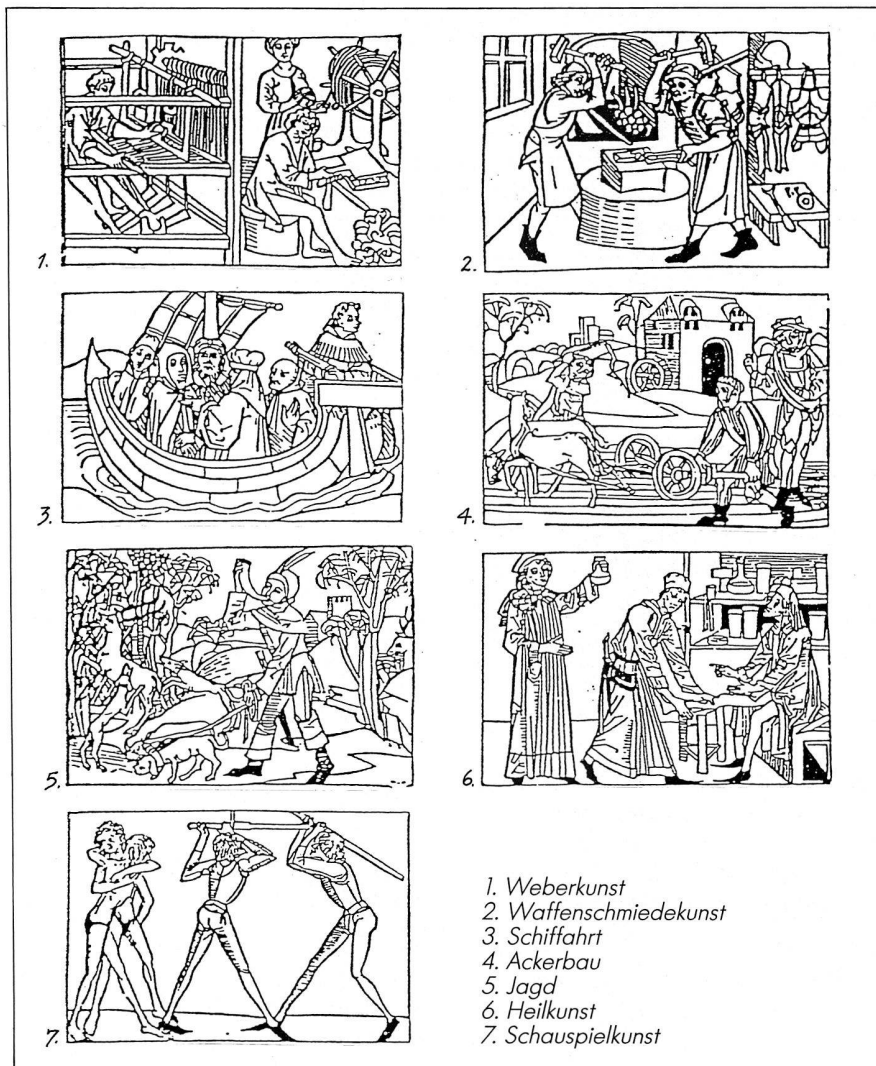 1.
2.
3.
4.
5.
6.
7.
1. Weberkunst
2. Waffenschmiedekunst
3. Schiffahrt
4. Ackerbau
5. Jagd
6. Heilkunst
7. Schauspielkunst